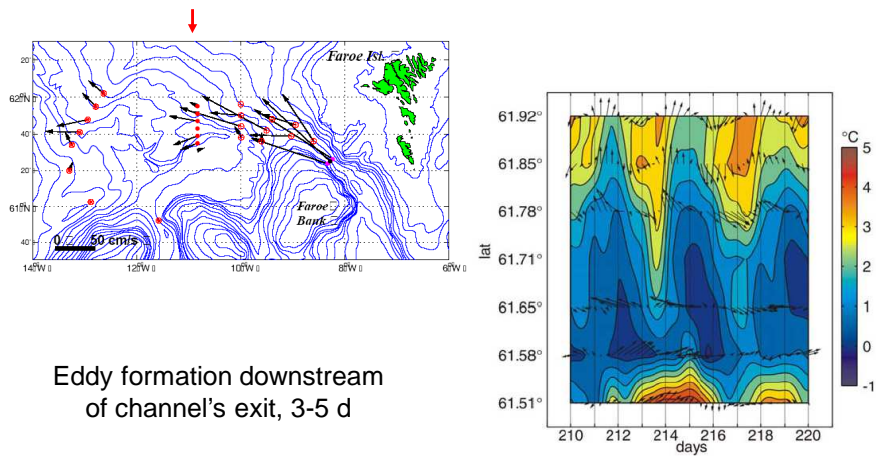 Faroe Isl.
20'
62°N
40'
20'
61°N
40'
Faroe
Bank
0 50 cm/s
14°W 12°W 10°W 8°W 6°W
61.92°
61.85°
61.78°
61.71°
61.65°
61.58°
61.51°
lat
210 212 214 216 218 220
days
°C
5
4
3
2
1
0
-1
Eddy formation downstream
of channel's exit, 3-5 d